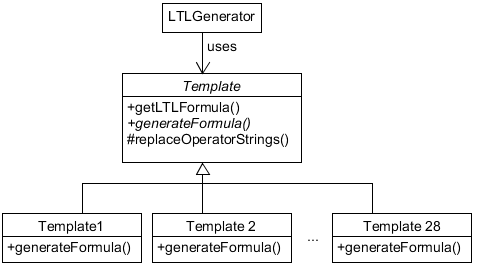 LTLGenerator
uses
Template
+getLTLFormula()
+generateFormula()
#replaceOperatorStrings()
Template1
+generateFormula()
Template 2
+generateFormula()
...
Template 28
+generateFormula()